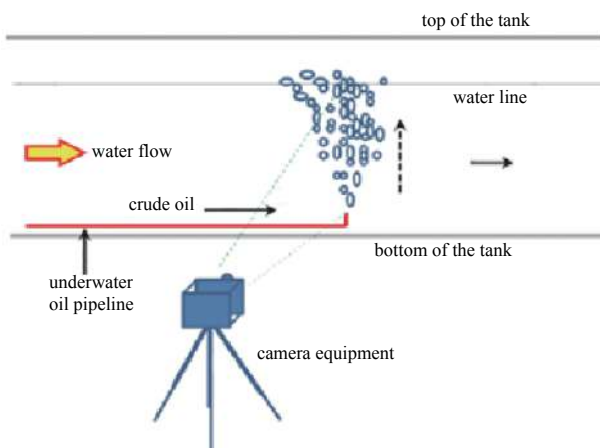 top of the tank
water line
water flow
crude oil
bottom of the tank
underwater
oil pipeline
camera equipment